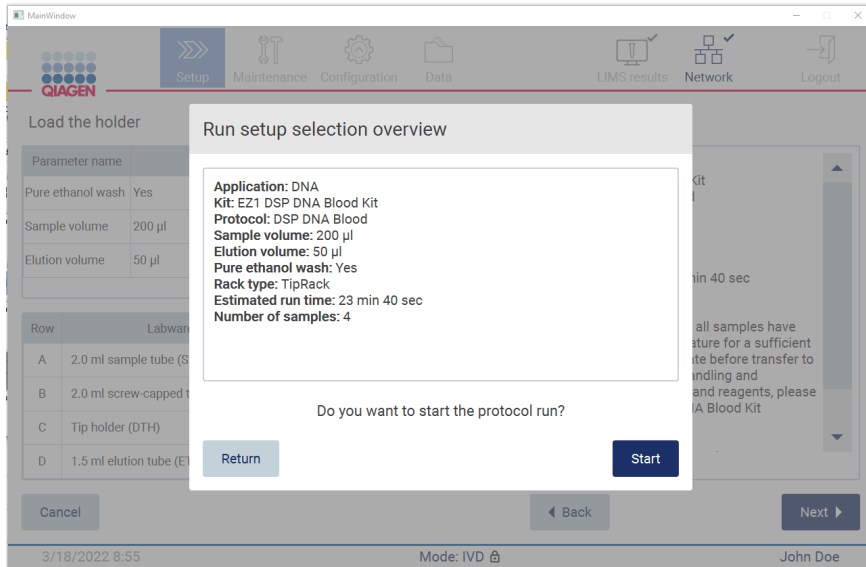 MainWindow
QIAGEN
Setup
Maintenance
Configuration
Data
LIMS results
Network
Logout
Load the holder
Parameter name
Pure ethanol wash Yes
Sample volume 200 µl
Elution volume 50 µl
Row Labware
A 2.0 ml sample tube (S
B 2.0 ml screw-capped t
C Tip holder (DTH)
D 1.5 ml elution tube (ET
Run setup selection overview
Application: DNA
Kit: EZ1 DSP DNA Blood Kit
Protocol: DSP DNA Blood
Sample volume: 200 µl
Elution volume: 50 µl
Pure ethanol wash: Yes
Rack type: TipRack
Estimated run time: 23 min 40 sec
Number of samples: 4
Do you want to start the protocol run?
Return
Start
Kit
min 40 sec
all samples have
ature for a sufficient
te before transfer to
andling and
and reagents, please
IA Blood Kit
Cancel
Back
Next
3/18/2022 8:55
Mode: IVD
John Doe